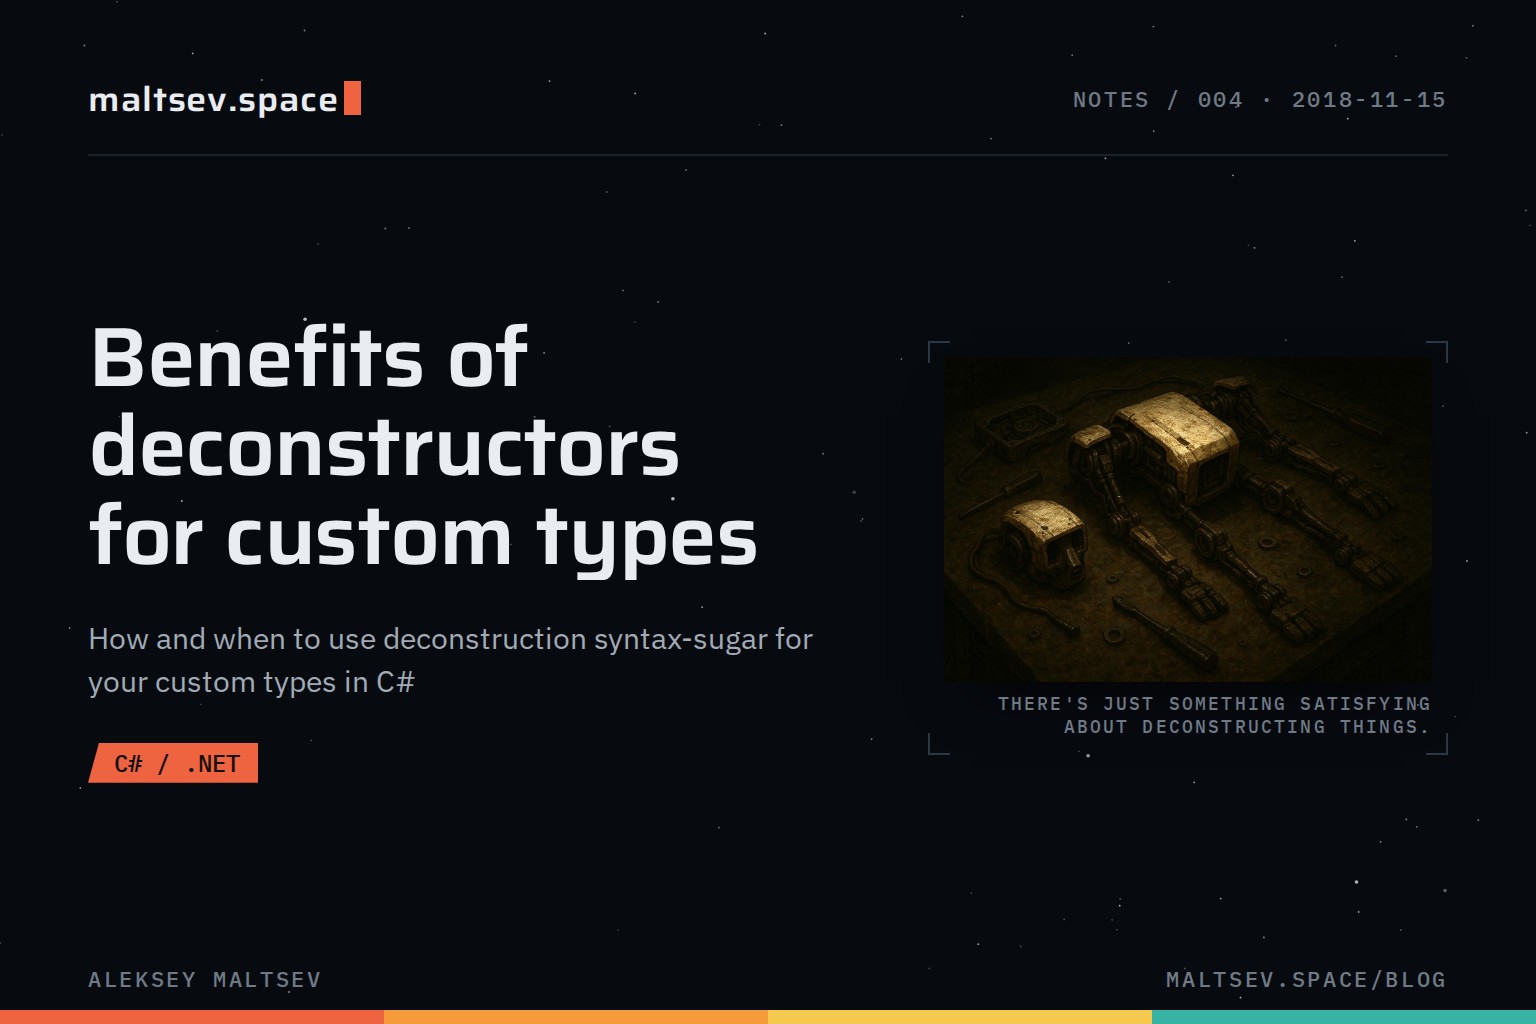 maltsev.space
NOTES / 004 • 2018-11-15
Benefits of
deconstructors
for custom types
How and when to use deconstruction syntax-sugar for
your custom types in C#
C# / .NET
THERE'S JUST SOMETHING SATISFYING
ABOUT DECONSTRUCTING THINGS.
ALEKSEY MALTSEV
MALTSEV.SPACE/BLOG